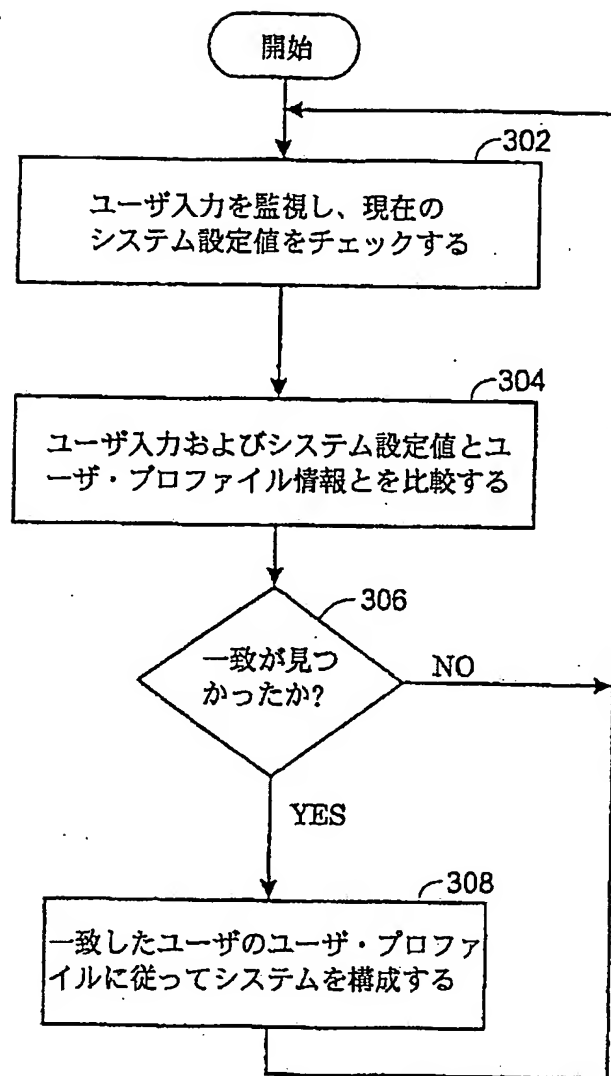 開始
302
ユーザ入力を監視し、現在の
システム設定値をチェックする
304
ユーザ入力およびシステム設定値とユ
ーザ・プロファイル情報とを比較する
306
一致が見つ
かったか?
NO
YES
308
一致したユーザのユーザ・プロファ
イルに従ってシステムを構成する